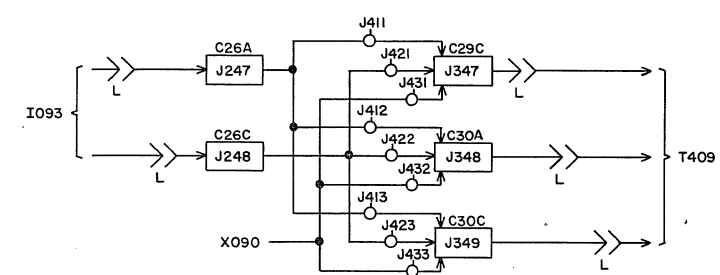 J411
C26A
C29C
J421
J247
J347
J431
L
L
I093
J412
C26C
C30A
J422
J248
J348
T409
J432
L
L
J413
C30C
J423
X090
J349
J433
L